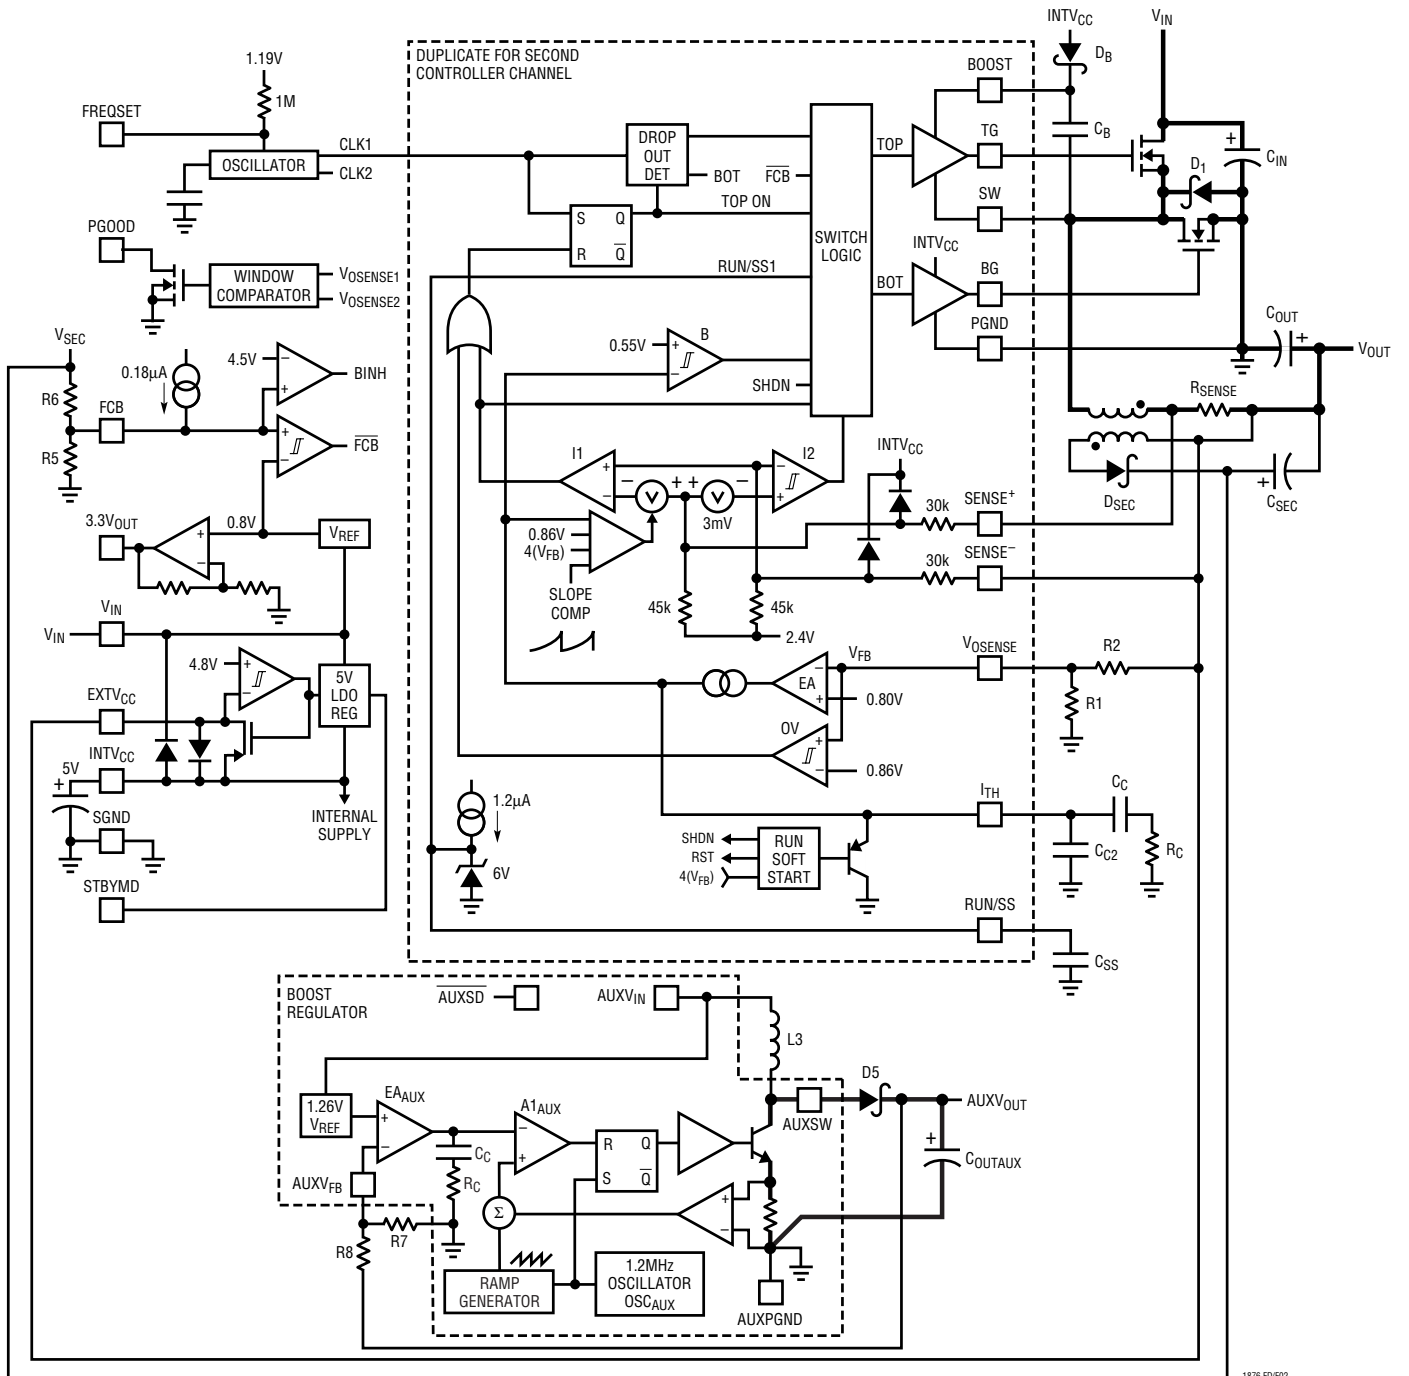 DUPLICATE FOR SECOND
CONTROLLER CHANNEL
INTVCC
VIN
DB
1.19V
1M
FREQSET
OSCILLATOR
CLK1
CLK2
DROP
OUT
DET
BOT
FCB
TOP ON
S
Q
R
Q
SWITCH
LOGIC
TOP
BOOST
TG
SW
CB
D1
+
CIN
INTVCC
BOT
BG
PGND
COUT
+
VOUT
PGOOD
WINDOW
COMPARATOR
VOSENSE1
VOSENSE2
RUN/SS1
0.55V
+
−
B
SHDN
VSEC
R6
FCB
R5
0.18µA
4.5V
−
+
BINH
+
−
FCB
RSENSE
DSEC
+
CSEC
I1
+
−
−
V
+
+
V
−
3mV
I2
−
+
INTVCC
30k
SENSE+
30k
SENSE−
0.86V
4(VFB)
SLOPE
COMP
45k
45k
2.4V
3.3VOUT
0.8V
+
−
VREF
VIN
VIN
4.8V
+
−
5V
LDO
REG
EXTVCC
INTVCC
5V
+
SGND
INTERNAL
SUPPLY
STBYMD
VFB
−
EA
+
0.80V
OV
+
−
0.86V
VOSENSE
R2
R1
ITH
CC
CC2
RC
1.2µA
6V
SHDN
RST
4(VFB)
RUN
SOFT
START
RUN/SS
CSS
BOOST
REGULATOR
AUXSD
AUXVIN
L3
1.26V
VREF
EAAUX
+
−
A1AUX
−
+
CC
RC
R
Q
S
Q
AUXSW
D5
AUXVOUT
+
COUTAUX
AUXVFB
R7
R8
Σ
+
−
RAMP
GENERATOR
1.2MHz
OSCILLATOR
OSCAUX
AUXPGND
1876 FD/F02